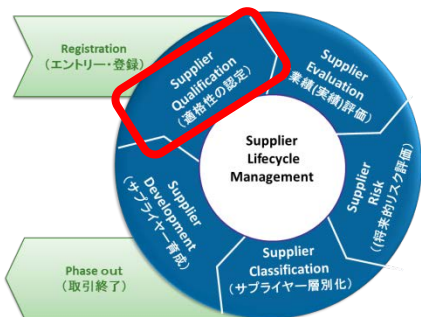 Registration
(エントリー・登録)
Supplier
Qualification
(適格性の認定)
Supplier
Evaluation
業績(実績)評価)
Supplier
Risk
((将来的リスク評価)
Supplier
Classification
(サプライヤー層別化)
Supplier
Development
(サプライヤー育成)
Supplier
Lifecycle
Management
Phase out
(取引終了)